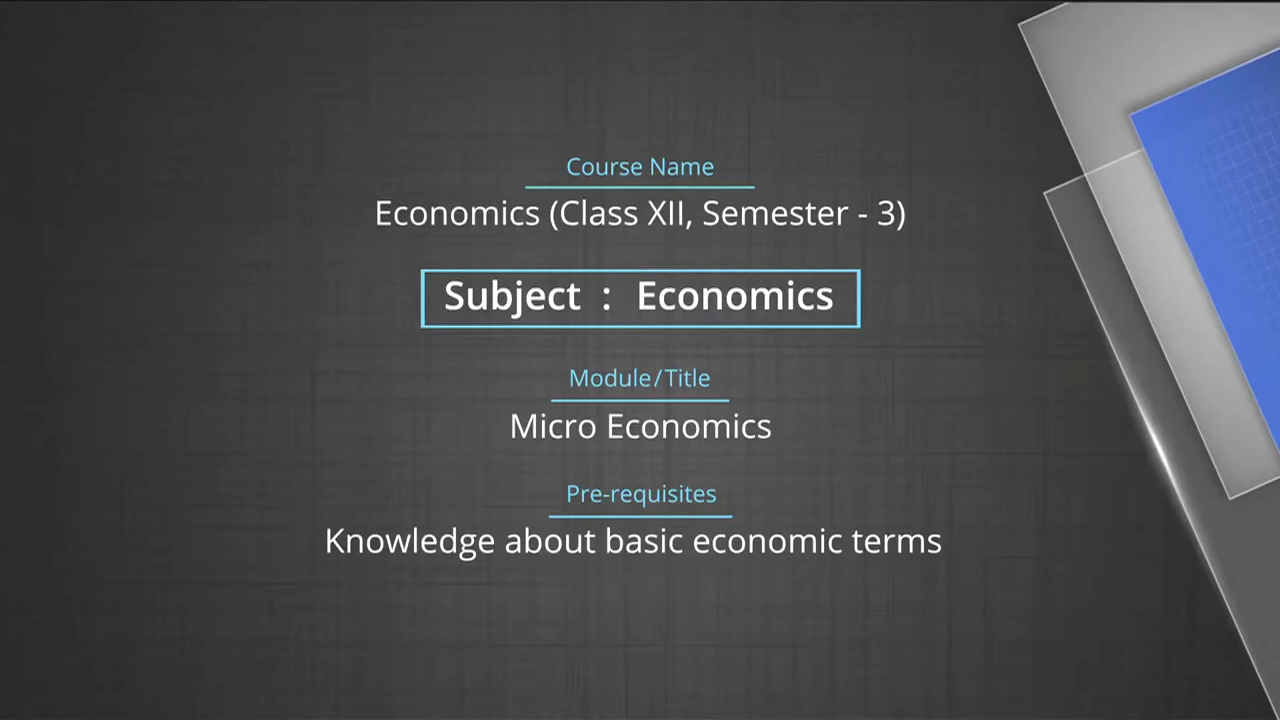 Course Name
Economics (Class XII, Semester - 3)
Subject : Economics
Module/Title
Micro Economics
Pre-requisites
Knowledge about basic economic terms